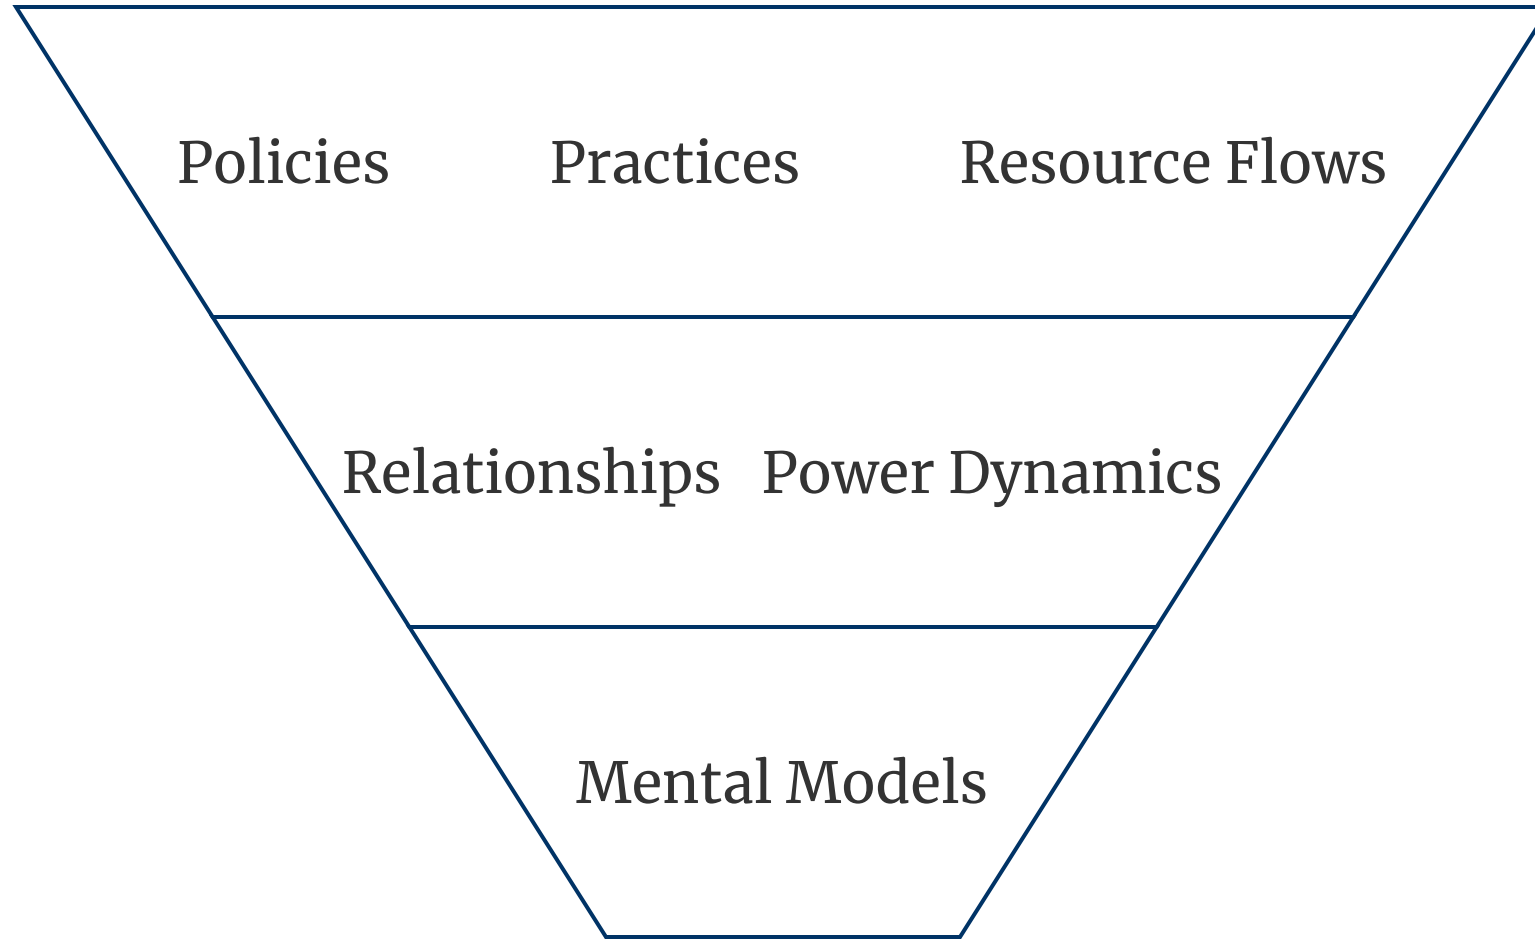 Policies Practices Resource Flows
Relationships Power Dynamics
Mental Models